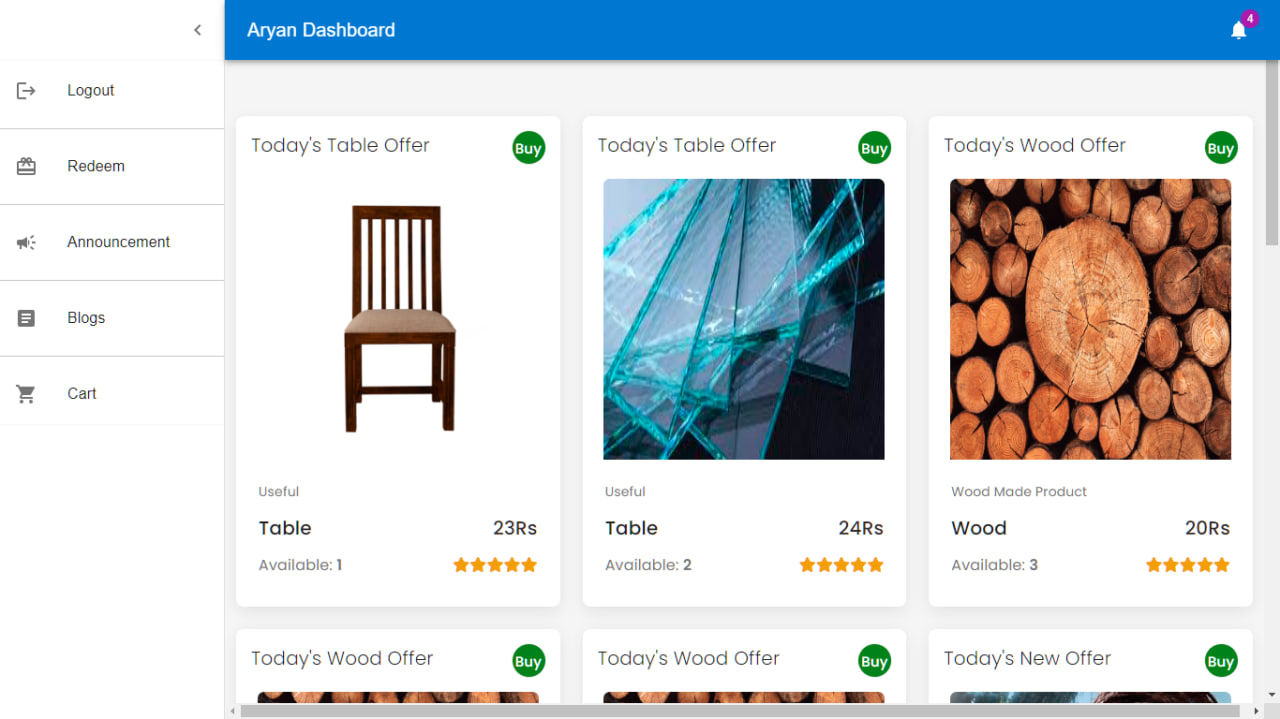 Aryan Dashboard
4
Logout
Redeem
Announcement
Blogs
Cart
Today's Table Offer
Buy
Useful
Table
23Rs
Available: 1
Today's Table Offer
Buy
Useful
Table
24Rs
Available: 2
Today's Wood Offer
Buy
Wood Made Product
Wood
20Rs
Available: 3
Today's Wood Offer
Buy
Today's Wood Offer
Buy
Today's New Offer
Buy